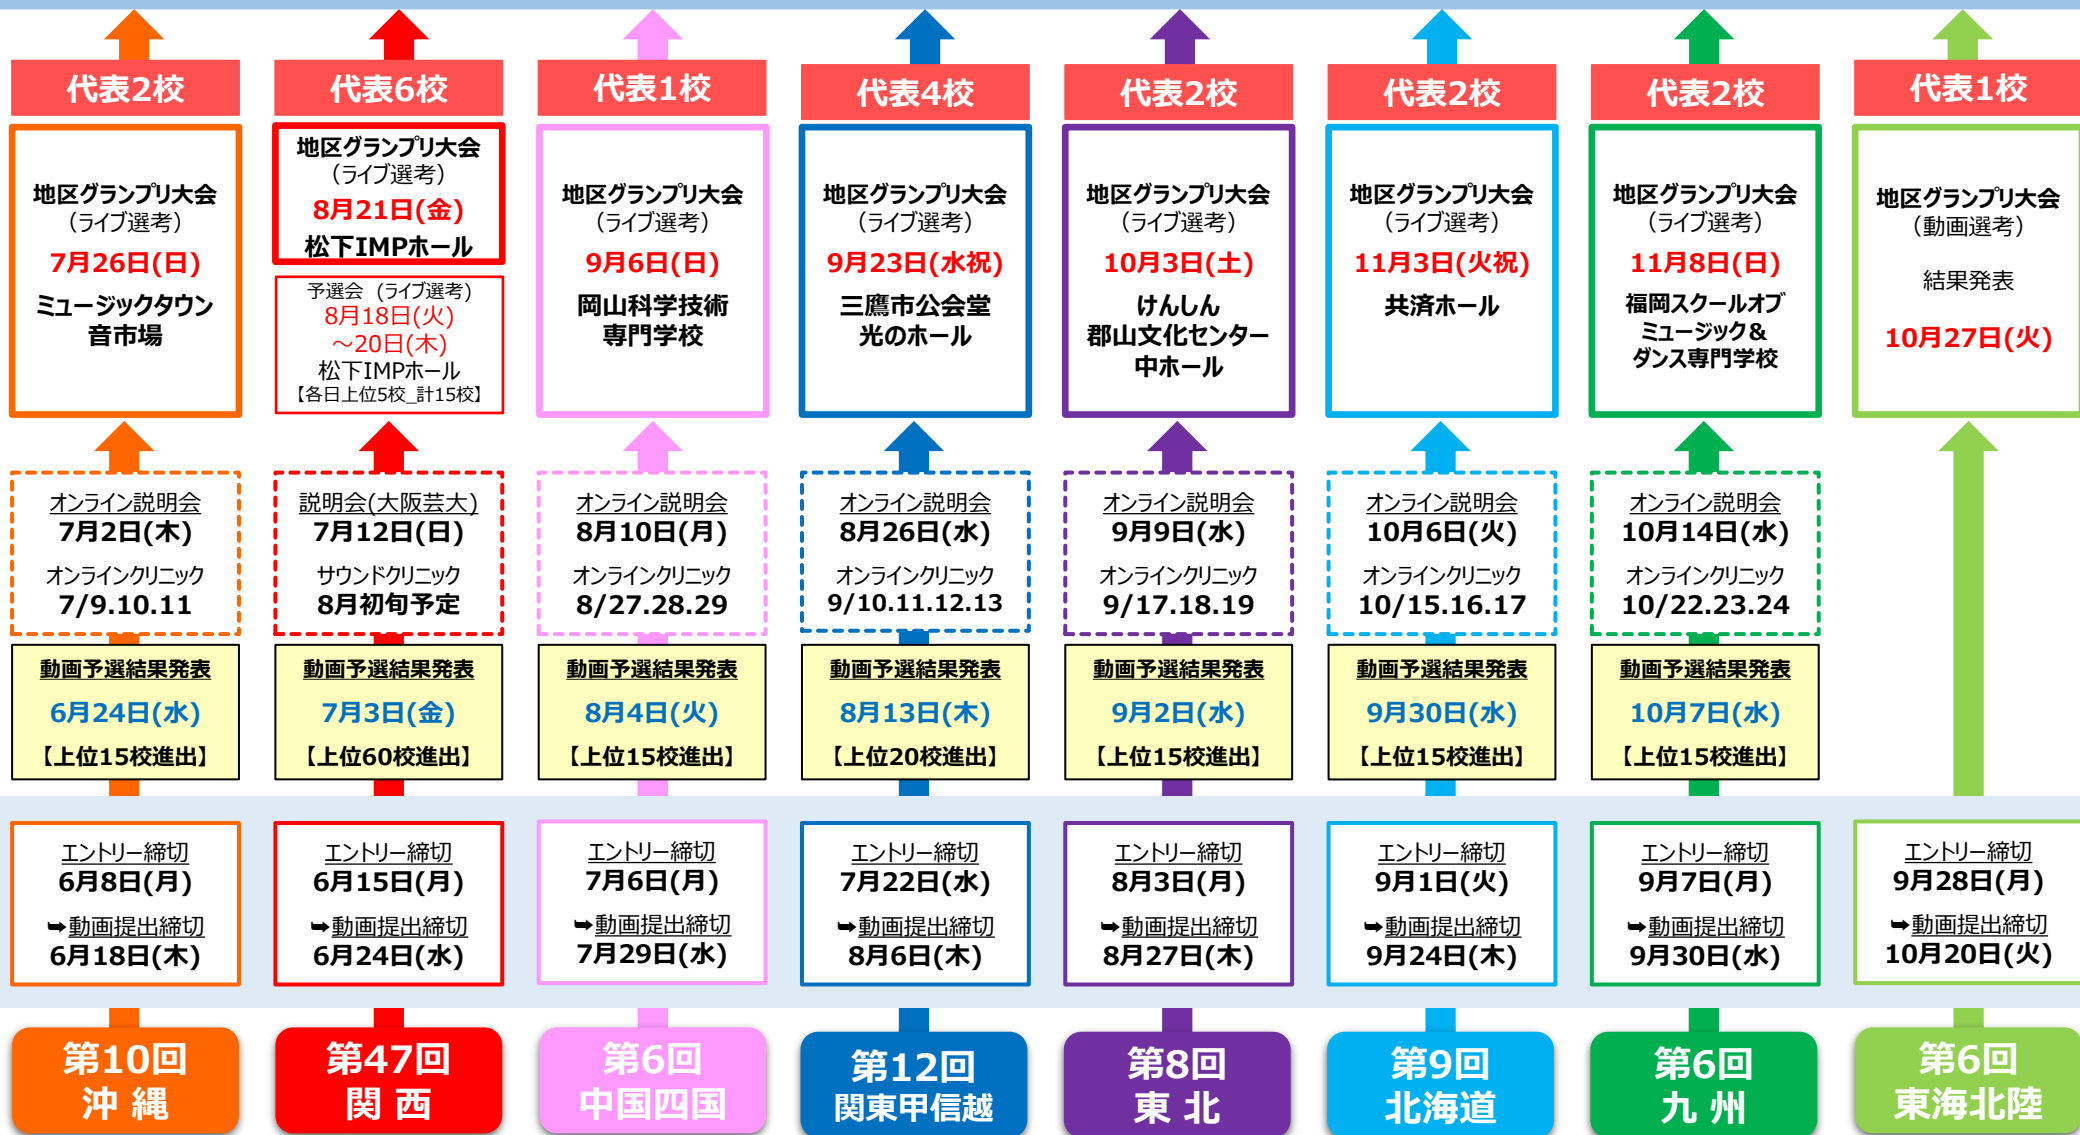 代表2校
地区グランプリ大会
（ライブ選考）
7月26日(日)
ミュージックタウン
音市場
オンライン説明会
7月2日(木)
オンラインクリニック
7/9.10.11
動画予選結果発表
6月24日(水)
【上位15校進出】
エントリー締切
6月8日(月)
➥動画提出締切
6月18日(木)
第10回
沖 縄
代表6校
地区グランプリ大会
（ライブ選考）
8月21日(金)
松下IMPホール
予選会 (ライブ選考)
8月18日(火)
～20日(木)
松下IMPホール
【各日上位5校_計15校】
説明会(大阪芸大)
7月12日(日)
サウンドクリニック
8月初旬予定
動画予選結果発表
7月3日(金)
【上位60校進出】
エントリー締切
6月15日(月)
➥動画提出締切
6月24日(水)
第47回
関 西
代表1校
地区グランプリ大会
（ライブ選考）
9月6日(日)
岡山科学技術
専門学校
オンライン説明会
8月10日(月)
オンラインクリニック
8/27.28.29
動画予選結果発表
8月4日(火)
【上位15校進出】
エントリー締切
7月6日(月)
➥動画提出締切
7月29日(水)
第6回
中国四国
代表4校
地区グランプリ大会
（ライブ選考）
9月23日(水祝)
三鷹市公会堂
光のホール
オンライン説明会
8月26日(水)
オンラインクリニック
9/10.11.12.13
動画予選結果発表
8月13日(木)
【上位20校進出】
エントリー締切
7月22日(水)
➥動画提出締切
8月6日(木)
第12回
関東甲信越
代表2校
地区グランプリ大会
（ライブ選考）
10月3日(土)
けんしん
郡山文化センター
中ホール
オンライン説明会
9月9日(水)
オンラインクリニック
9/17.18.19
動画予選結果発表
9月2日(水)
【上位15校進出】
エントリー締切
8月3日(月)
➥動画提出締切
8月27日(木)
第8回
東 北
代表2校
地区グランプリ大会
（ライブ選考）
11月3日(火祝)
共済ホール
オンライン説明会
10月6日(火)
オンラインクリニック
10/15.16.17
動画予選結果発表
9月30日(水)
【上位15校進出】
エントリー締切
9月1日(火)
➥動画提出締切
9月24日(木)
第9回
北海道
代表2校
地区グランプリ大会
（ライブ選考）
11月8日(日)
福岡スクールオブ
ミュージック＆
ダンス専門学校
オンライン説明会
10月14日(水)
オンラインクリニック
10/22.23.24
動画予選結果発表
10月7日(水)
【上位15校進出】
エントリー締切
9月7日(月)
➥動画提出締切
9月30日(水)
第6回
九 州
代表1校
地区グランプリ大会
（動画選考）
結果発表
10月27日(火)
エントリー締切
9月28日(月)
➥動画提出締切
10月20日(火)
第6回
東海北陸